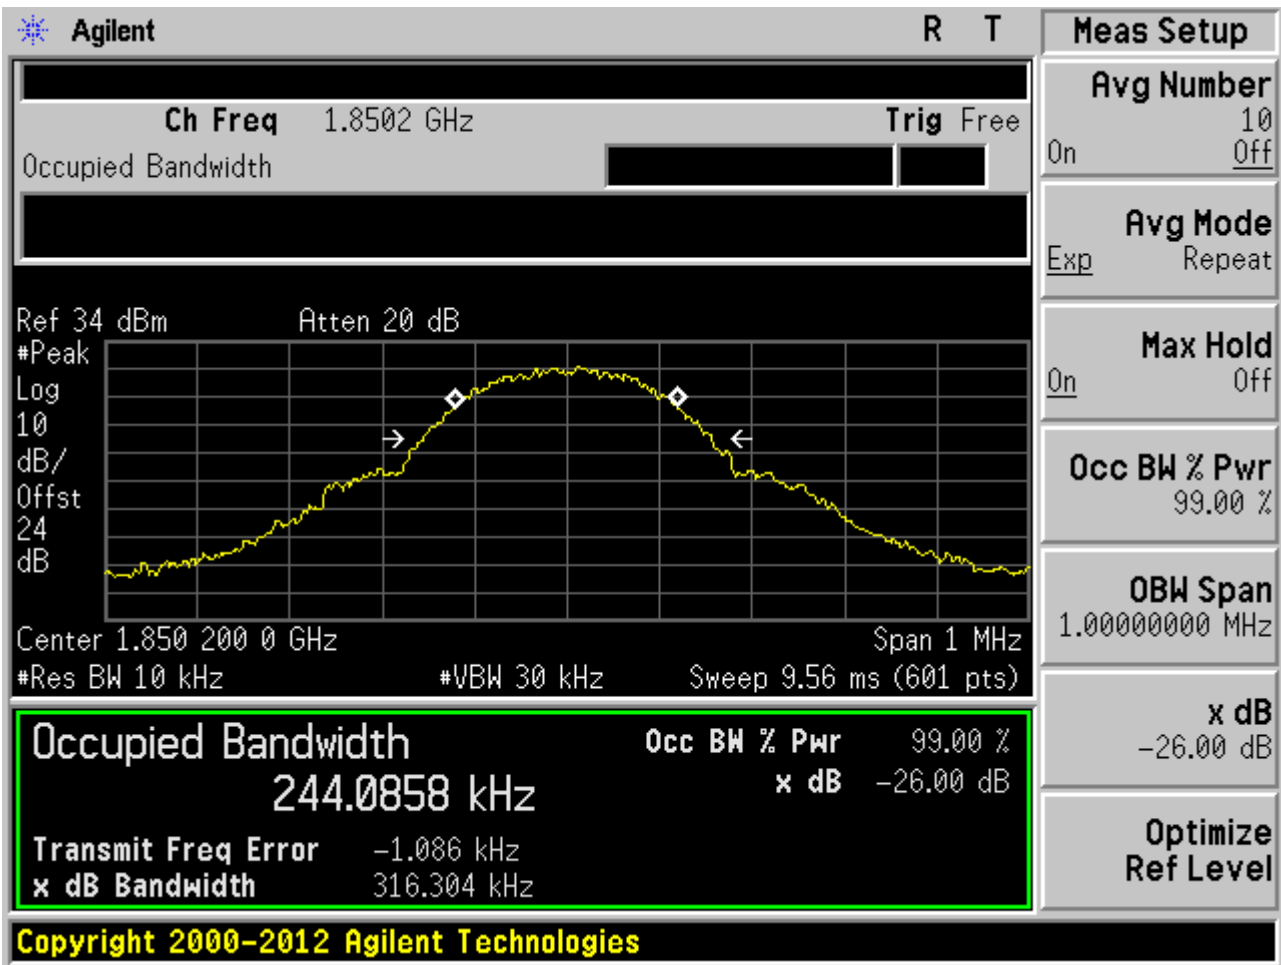 Agilent R T
Ch Freq 1.8502 GHz Trig Free
Occupied Bandwidth
Ref 34 dBm Atten 20 dB
#Peak
Log
10
dB/
Offst
24
dB
Center 1.850 200 0 GHz Span 1 MHz
#Res BW 10 kHz #VBW 30 kHz Sweep 9.56 ms (601 pts)
Occupied Bandwidth Occ BW % Pwr 99.00 %
244.0858 kHz x dB -26.00 dB
Transmit Freq Error -1.086 kHz
x dB Bandwidth 316.304 kHz
Copyright 2000-2012 Agilent Technologies
Meas Setup
Avg Number
10
On Off
Avg Mode
Exp Repeat
Max Hold
On Off
Occ BW % Pwr
99.00 %
OBW Span
1.00000000 MHz
x dB
-26.00 dB
Optimize
Ref Level